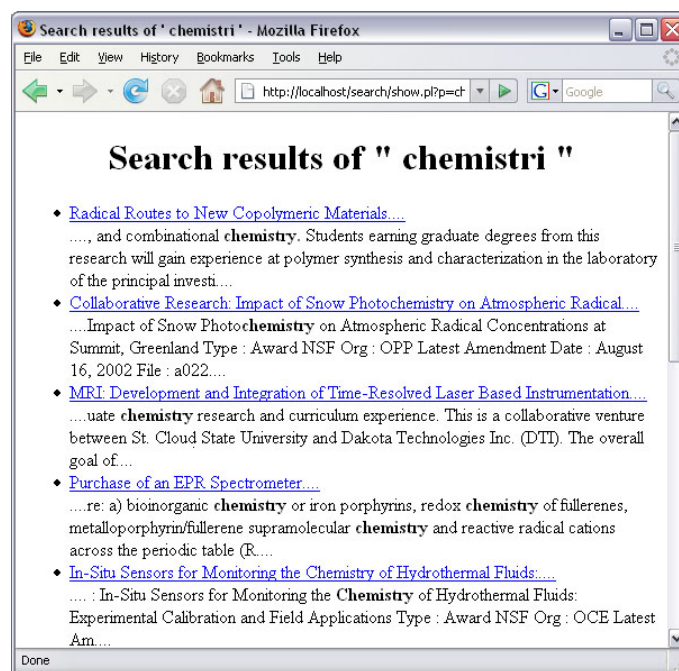 Search results of ' chemistri ' - Mozilla Firefox
File Edit View History Bookmarks Tools Help
http://localhost/search/show.pl?p=ch
G Google
Search results of " chemistri "
Radical Routes to New Copolymeric Materials....
...., and combinational chemistry. Students earning graduate degrees from this
research will gain experience at polymer synthesis and characterization in the laboratory
of the principal investi....
Collaborative Research: Impact of Snow Photochemistry on Atmospheric Radical....
....Impact of Snow Photochemistry on Atmospheric Radical Concentrations at
Summit, Greenland Type : Award NSF Org : OPP Latest Amendment Date : August
16, 2002 File : a022....
MRI: Development and Integration of Time-Resolved Laser Based Instrumentation....
....uate chemistry research and curriculum experience. This is a collaborative venture
between St. Cloud State University and Dakota Technologies Inc. (DTI). The overall
goal of....
Purchase of an EPR Spectrometer....
....re: a) bioinorganic chemistry or iron porphyrins, redox chemistry of fullerenes,
metalloporphyrin/fullerene supramolecular chemistry and reactive radical cations
across the periodic table (R....
In-Situ Sensors for Monitoring the Chemistry of Hydrothermal Fluids:....
.... : In-Situ Sensors for Monitoring the Chemistry of Hydrothermal Fluids:
Experimental Calibration and Field Applications Type : Award NSF Org : OCE Latest
Am....
Done